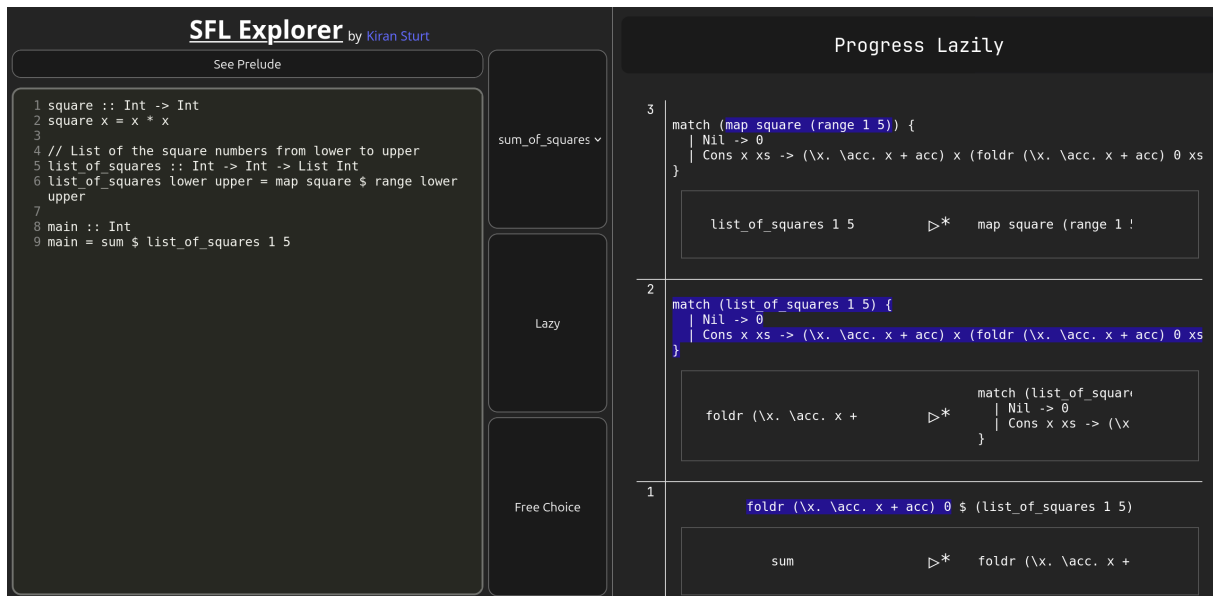 SFL Explorer by Kiran Sturt
See Prelude
1 square :: Int -> Int
2 square x = x * x
3
4 // List of the square numbers from lower to upper
5 list_of_squares :: Int -> Int -> List Int
6 list_of_squares lower upper = map square $ range lower
upper
7
8 main :: Int
9 main = sum $ list_of_squares 1 5
sum_of_squares
Lazy
Free Choice
Progress Lazily
3
match (map square (range 1 5)) {
| Nil -> 0
| Cons x xs -> (\x. \acc. x + acc) x (foldr (\x. \acc. x + acc) 0 xs
}
list_of_squares 1 5 ▷* map square (range 1
2
match (list_of_squares 1 5) {
| Nil -> 0
| Cons x xs -> (\x. \acc. x + acc) x (foldr (\x. \acc. x + acc) 0 xs
}
foldr (\x. \acc. x + ▷* match (list_of_square
| Nil -> 0
| Cons x xs -> (\x
}
1
foldr (\x. \acc. x + acc) 0 $ (list_of_squares 1 5)
sum ▷* foldr (\x. \acc. x +